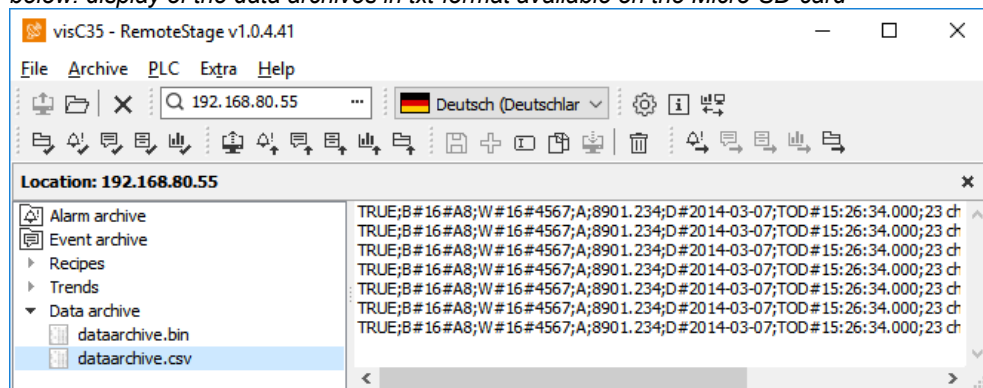 below: display of the data archives in txt-format available on the Micro-SD-card
visC35 - RemoteStage v1.0.4.41
File Archive PLC Extra Help
192.168.80.55 ... Deutsch (Deutschlar
Location: 192.168.80.55
Alarm archive
Event archive
Recipes
Trends
Data archive
dataarchive.bin
dataarchive.csv
TRUE;B#16#A8;W#16#4567;A;8901.234;D#2014-03-07;TOD#15:26:34.000;23 ch
TRUE;B#16#A8;W#16#4567;A;8901.234;D#2014-03-07;TOD#15:26:34.000;23 ch
TRUE;B#16#A8;W#16#4567;A;8901.234;D#2014-03-07;TOD#15:26:34.000;23 ch
TRUE;B#16#A8;W#16#4567;A;8901.234;D#2014-03-07;TOD#15:26:34.000;23 ch
TRUE;B#16#A8;W#16#4567;A;8901.234;D#2014-03-07;TOD#15:26:34.000;23 ch
TRUE;B#16#A8;W#16#4567;A;8901.234;D#2014-03-07;TOD#15:26:34.000;23 ch
TRUE;B#16#A8;W#16#4567;A;8901.234;D#2014-03-07;TOD#15:26:34.000;23 ch